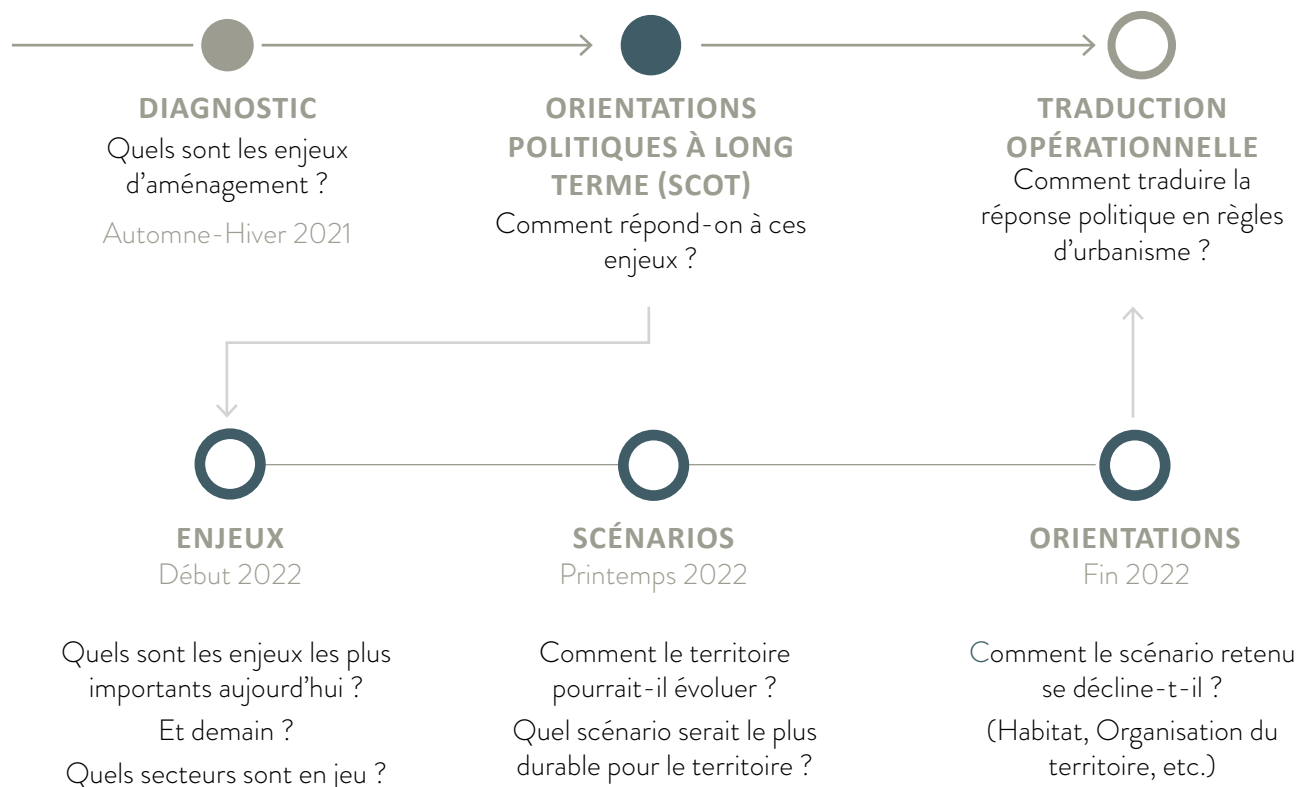 DIAGNOSTIC
Quels sont les enjeux
d'aménagement ?
Automne-Hiver 2021
ORIENTATIONS
POLITIQUES À LONG
TERME (SCOT)
Comment répond-on à ces
enjeux ?
TRADUCTION
OPÉRATIONNELLE
Comment traduire la
réponse politique en règles
d'urbanisme ?
ENJEUX
Début 2022
Quels sont les enjeux les plus
importants aujourd'hui ?
Et demain ?
Quels secteurs sont en jeu ?
SCÉNARIOS
Printemps 2022
Comment le territoire
pourrait-il évoluer ?
Quel scénario serait le plus
durable pour le territoire ?
ORIENTATIONS
Fin 2022
Comment le scénario retenu
se décline-t-il ?
(Habitat, Organisation du
territoire, etc.)